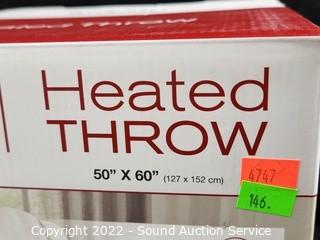 Heated
THROW
50" X 60" (127 x 152 cm)
4747
146.
Copyright 2022 - Sound Auction Service